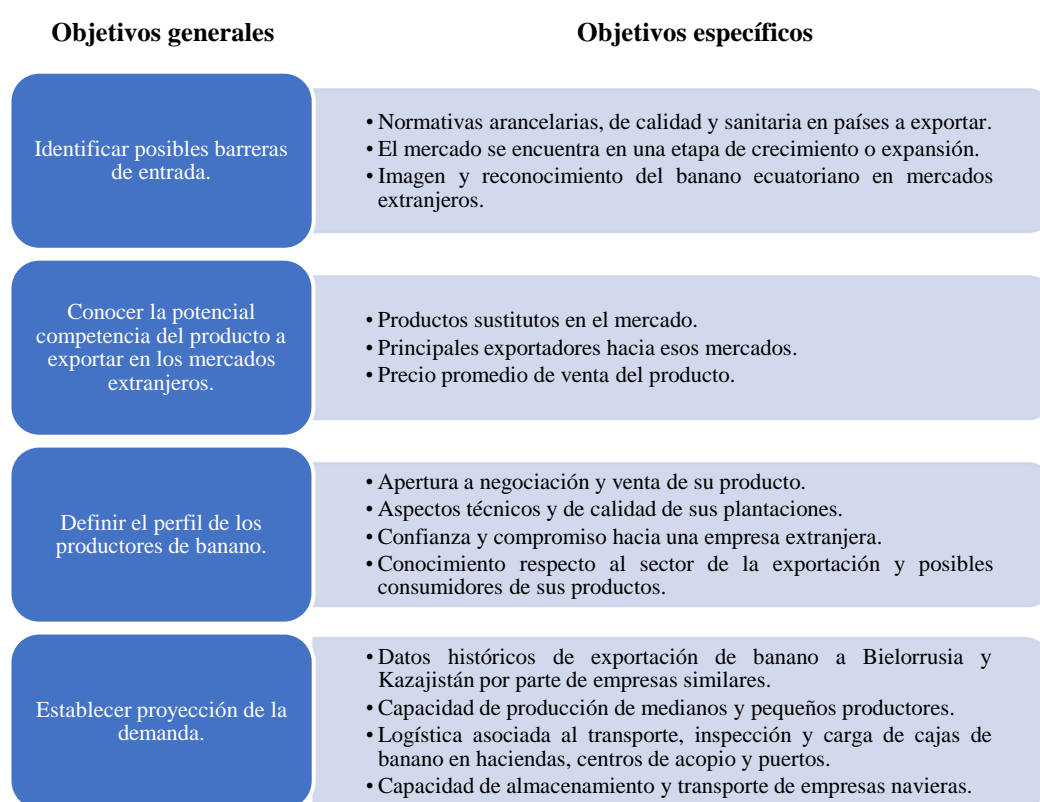 Objetivos generales
Objetivos específicos
Identificar posibles barreras
de entrada.
• Normativas arancelarias, de calidad y sanitaria en países a exportar.
• El mercado se encuentra en una etapa de crecimiento o expansión.
• Imagen y reconocimiento del banano ecuatoriano en mercados
extranjeros.
Conocer la potencial
competencia del producto a
exportar en los mercados
extranjeros.
• Productos sustitutos en el mercado.
• Principales exportadores hacia esos mercados.
• Precio promedio de venta del producto.
Definir el perfil de los
productores de banano.
• Apertura a negociación y venta de su producto.
• Aspectos técnicos y de calidad de sus plantaciones.
• Confianza y compromiso hacia una empresa extranjera.
• Conocimiento respecto al sector de la exportación y posibles
consumidores de sus productos.
Establecer proyección de la
demanda.
• Datos históricos de exportación de banano a Bielorrusia y
Kazajistán por parte de empresas similares.
• Capacidad de producción de medianos y pequeños productores.
• Logística asociada al transporte, inspección y carga de cajas de
banano en haciendas, centros de acopio y puertos.
• Capacidad de almacenamiento y transporte de empresas navieras.